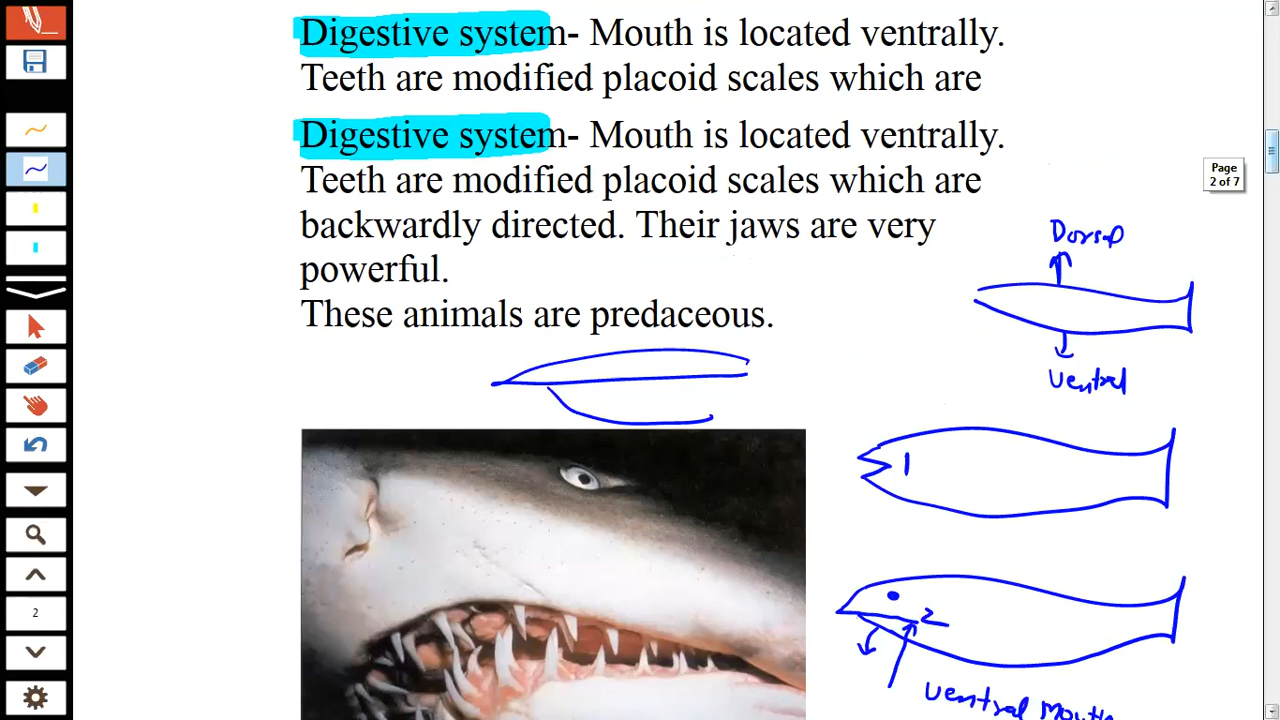 Digestive system- Mouth is located ventrally.
Teeth are modified placoid scales which are
Digestive system- Mouth is located ventrally.
Teeth are modified placoid scales which are
backwardly directed. Their jaws are very
powerful.
These animals are predaceous.
Page
2 of 7
Dorsal
Ventral
1
2
Ventral Mouth
2